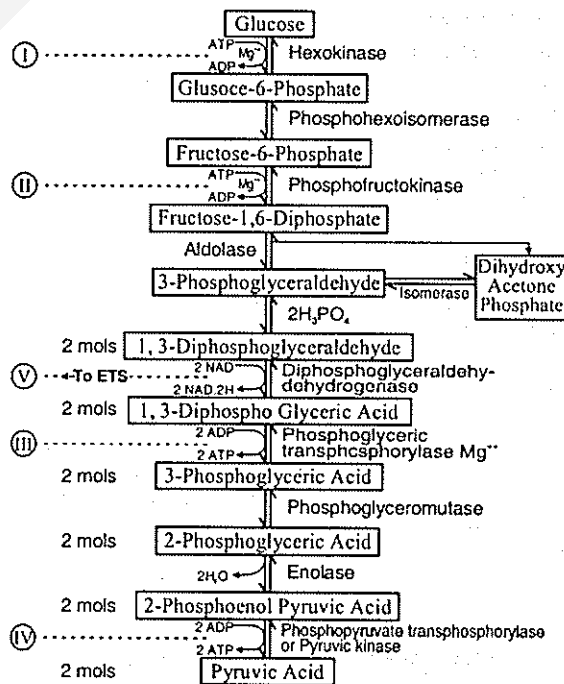 Glucose
ATP
Mg++
ADP
Hexokinase
I
Glusoce-6-Phosphate
Phosphohexoisomerase
Fructose-6-Phosphate
II
ATP
Mg++
ADP
Phosphofructokinase
Fructose-1,6-Diphosphate
Aldolase
3-Phosphoglyceraldehyde
Isomerase
Dihydroxy
Acetone
Phosphate
2H3PO4
2 mols 1, 3-Diphosphoglyceraldehyde
V To ETS
2 NAD
2 NAD.2H
Diphosphoglyceraldehy-
dehydrogenase
2 mols 1,3-Diphospho Glyceric Acid
III
2 ADP
2 ATP
Phosphoglyceric
transphcsphorylase Mg++
2 mols 3-Phosphoglyceric Acid
Phosphoglyceromutase
2 mols 2-Phosphoglyceric Acid
2H2O
Enolase
2 mols 2-Phosphoenol Pyruvic Acid
IV
2 ADP
2 ATP
Phosphopyruvate transphosphorylase
or Pyruvic kinase
2 mols Pyruvic Acid